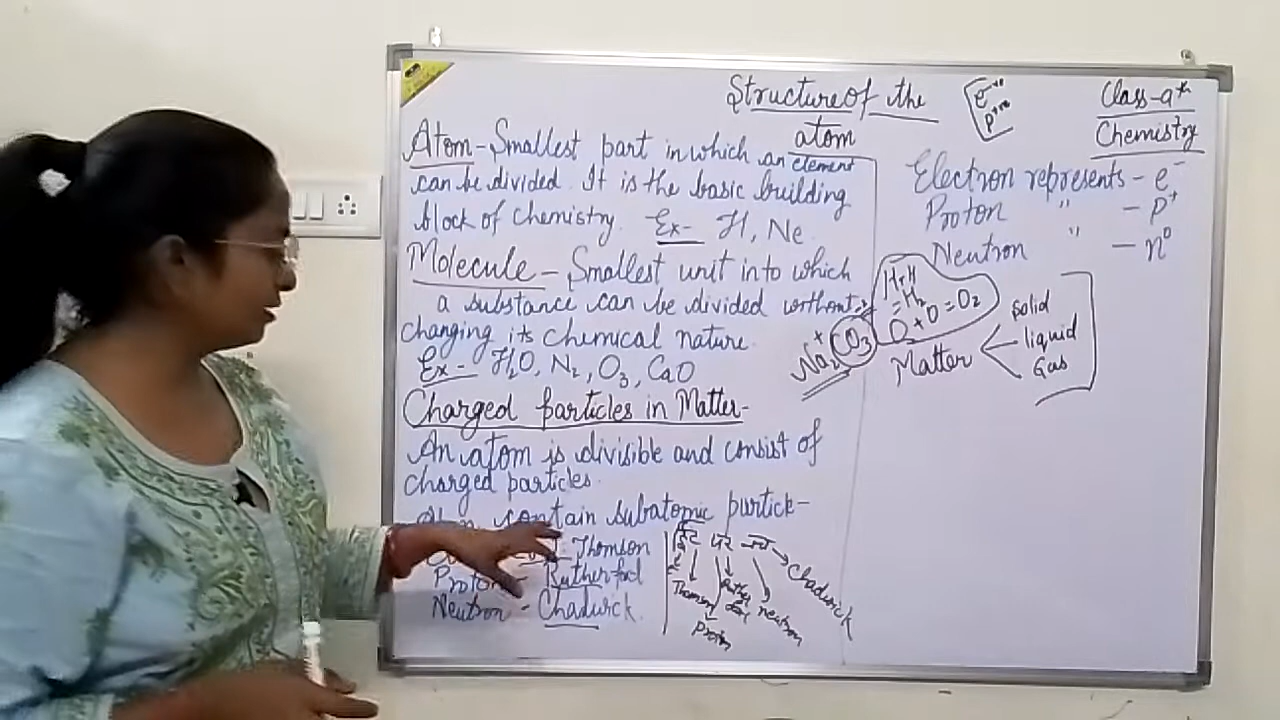 Structure of the
atom
e⁻
Class-9th
Chemistry
Atom - Smallest part in which an element
can be divided. It is the basic building
block of chemistry. Ex- H, Ne
Molecule - Smallest unit into which
a substance can be divided without
changing its chemical nature.
Ex- H₂O, N₂, O₃, CaO
Charged particles in Matter-
An atom is divisible and consist of
charged particles.
contain subatomic particle-
Thomson
Proton - Rutherford
Neutron - Chadwick
Thomson
Proton
neutron
Chadwick
Electron represents - e⁻
Proton " - p⁺
Neutron " - n⁰
H+H
=H₂
O+O=O₂
Na₂⁺CO₃⁻²
Matter
solid
liquid
Gas